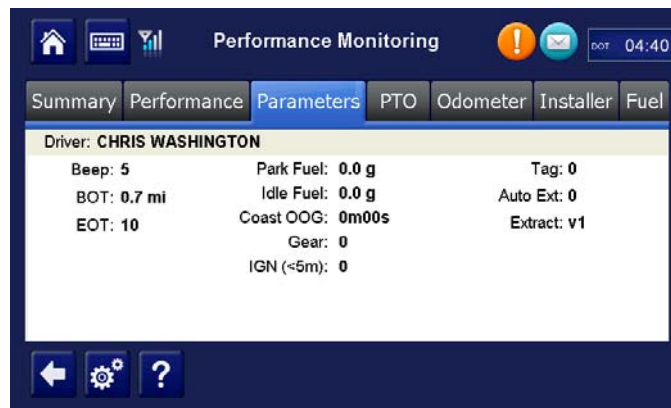 Performance Monitoring
!
DOT 04:40
Summary Performance Parameters PTO Odometer Installer Fuel
Driver: CHRIS WASHINGTON
Beep: 5 Park Fuel: 0.0 g Tag: 0
BOT: 0.7 mi Idle Fuel: 0.0 g Auto Ext: 0
EOT: 10 Coast OOG: 0m00s Extract: v1
Gear: 0
IGN (<5m): 0
?